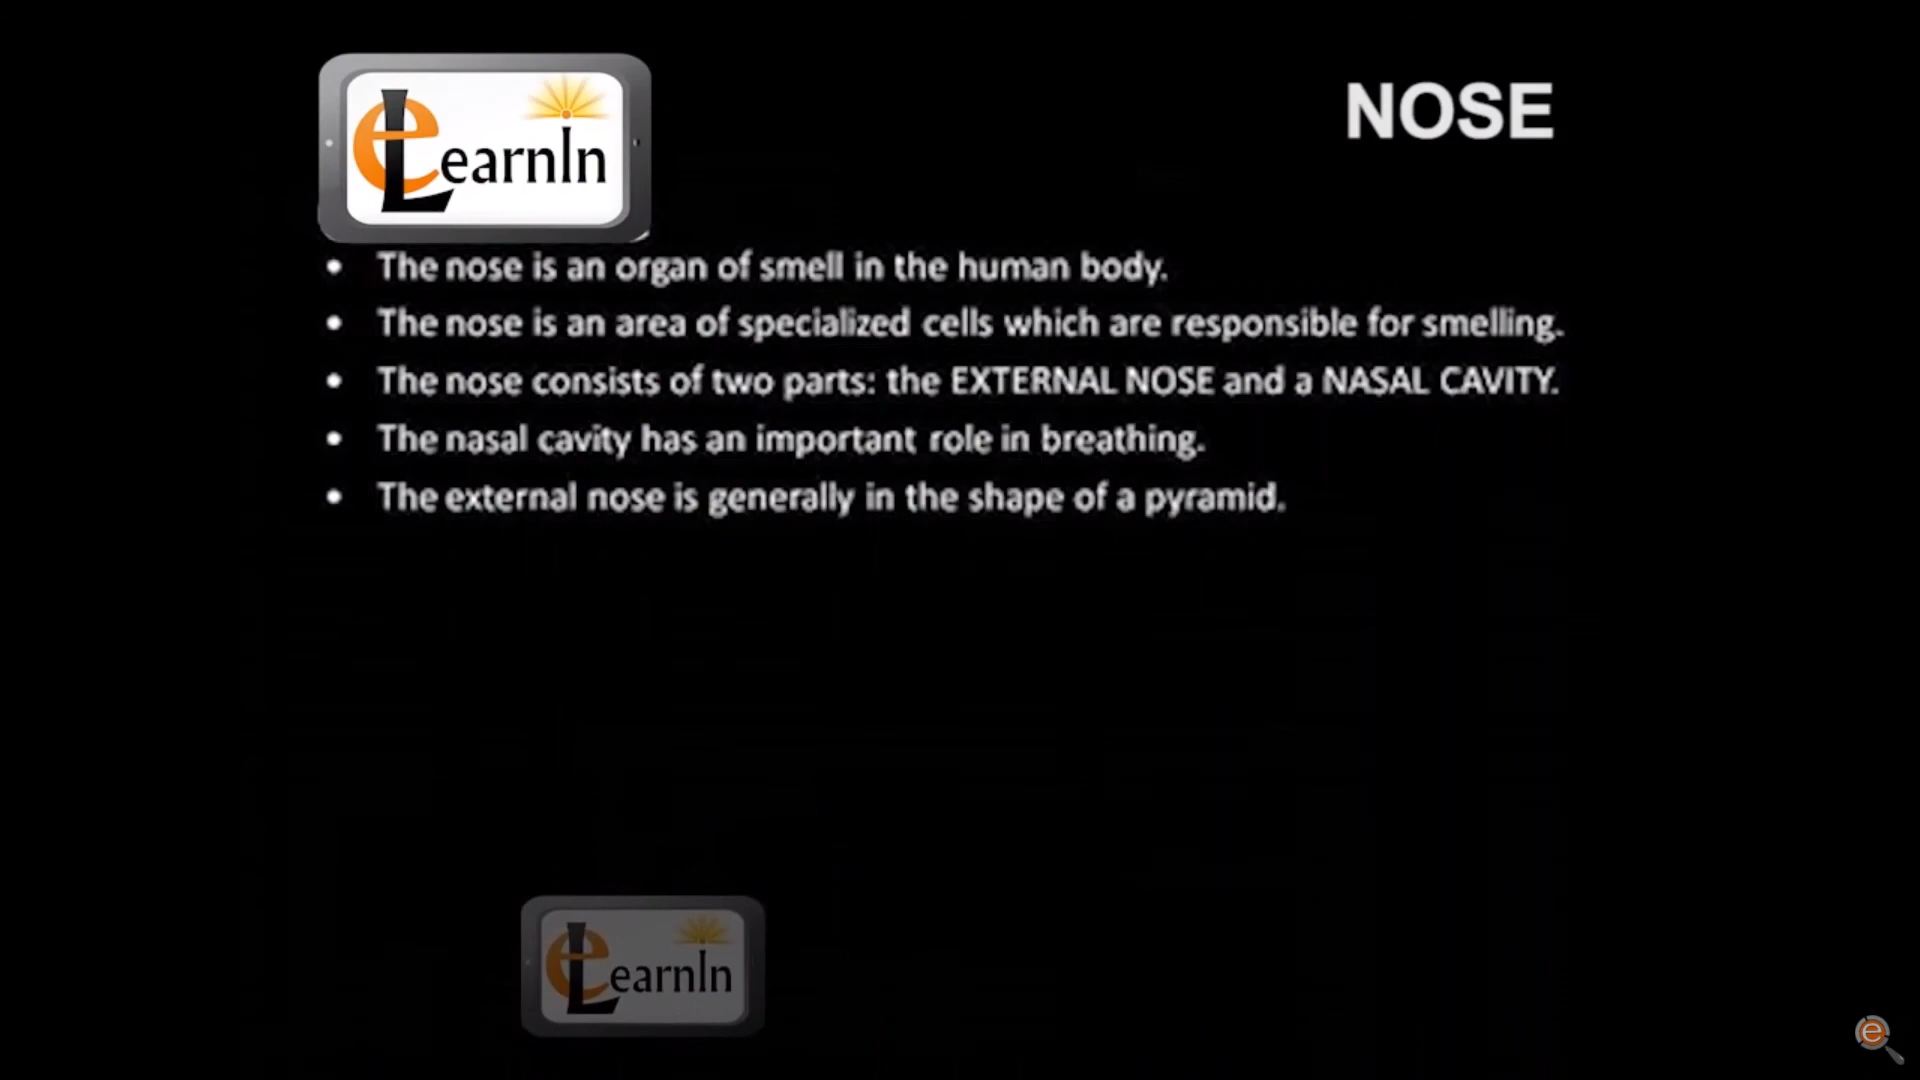 eLearnIn
NOSE
• The nose is an organ of smell in the human body.
• The nose is an area of specialized cells which are responsible for smelling.
• The nose consists of two parts: the EXTERNAL NOSE and a NASAL CAVITY.
• The nasal cavity has an important role in breathing.
• The external nose is generally in the shape of a pyramid.
eLearnIn
e